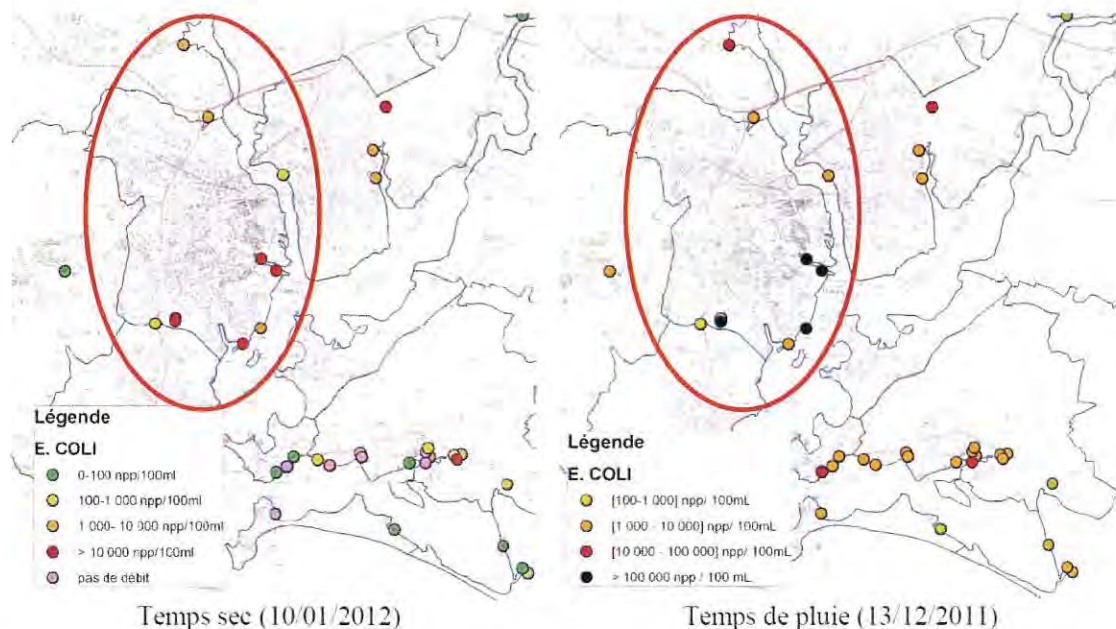 Légende
E. COLI
0-100 npp/100ml
100-1 000 npp/100ml
1 000- 10 000 npp/100ml
> 10 000 npp/100ml
pas de débit
Temps sec (10/01/2012)
Légende
E. COLI
[100-1 000] npp/ 100mL
[1 000 - 10 000] npp/ 100mL
[10 000 - 100 000] npp/ 100mL
> 100 000 npp / 100 mL
Temps de pluie (13/12/2011)